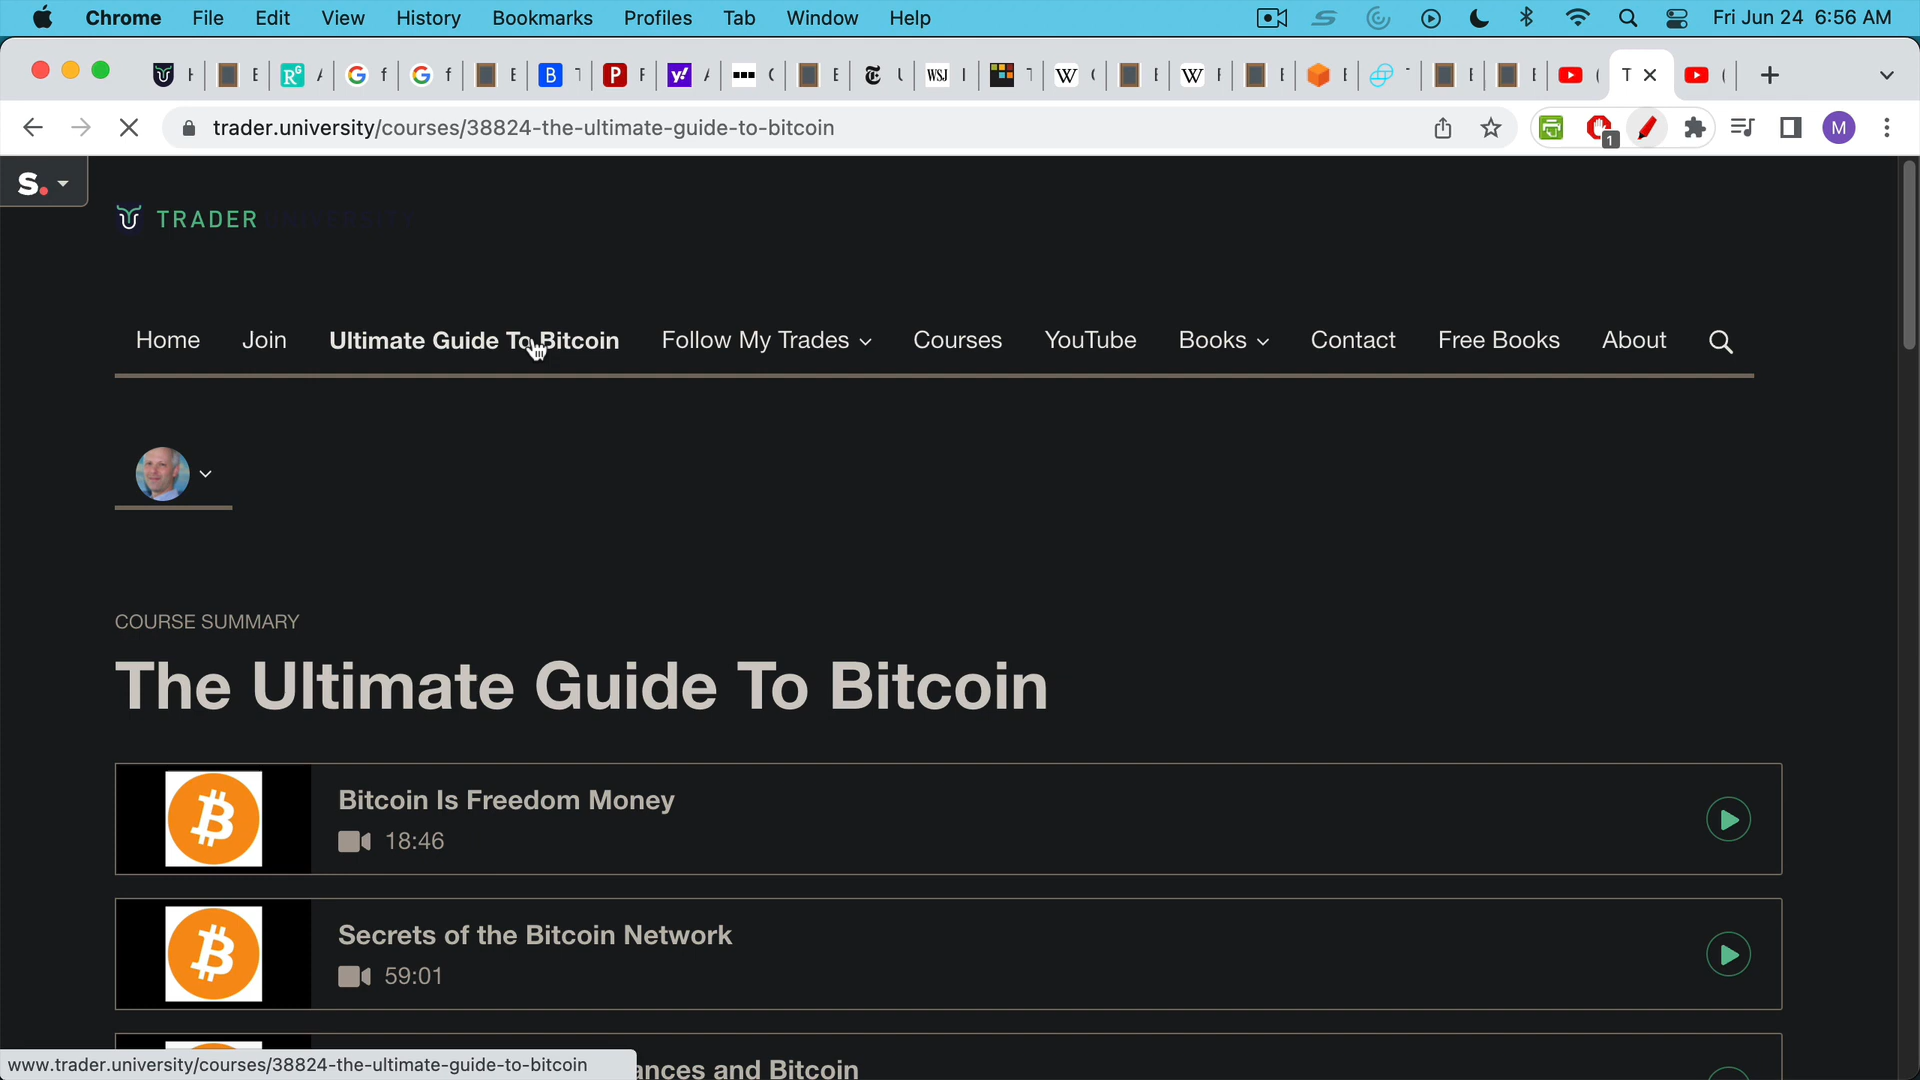 Chrome File Edit View History Bookmarks Profiles Tab Window Help Fri Jun 24 6:56 AM
trader.university/courses/38824-the-ultimate-guide-to-bitcoin 1 M
S.
TRADER UNIVERSITY
Home Join Ultimate Guide To Bitcoin Follow My Trades Courses YouTube Books Contact Free Books About
COURSE SUMMARY
The Ultimate Guide To Bitcoin
Bitcoin Is Freedom Money
18:46
Secrets of the Bitcoin Network
59:01
ances and Bitcoin
www.trader.university/courses/38824-the-ultimate-guide-to-bitcoin